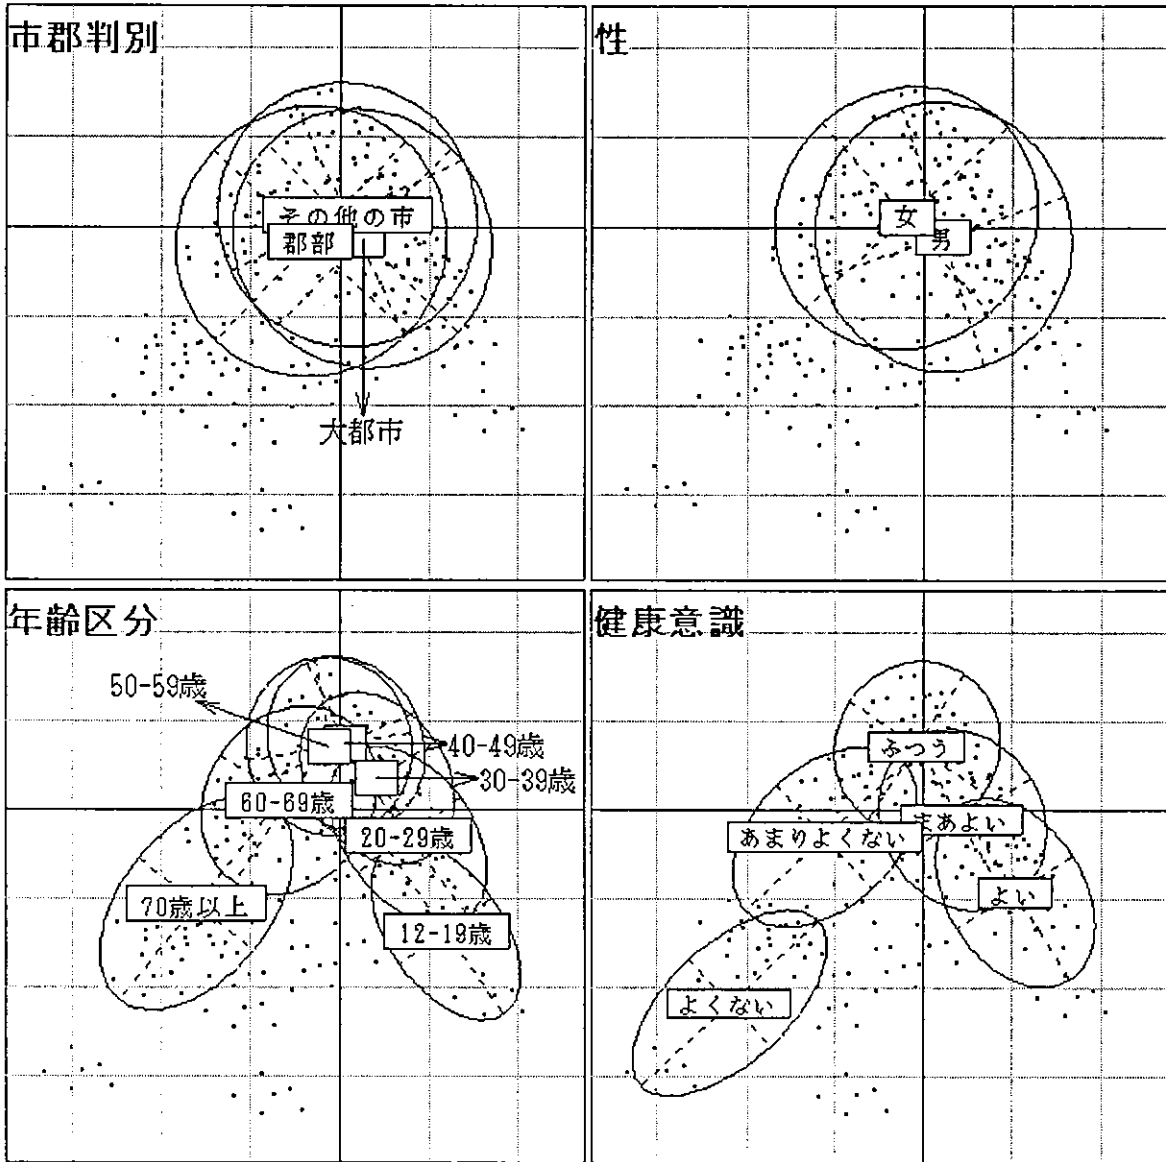 市郡判別
その他の市
郡部
大都市
性
女
男
年齢区分
50-59歳
40-49歳
30-39歳
60-69歳
20-29歳
70歳以上
12-19歳
健康意識
ふつう
まあよい
あまりよくない
よい
よくない